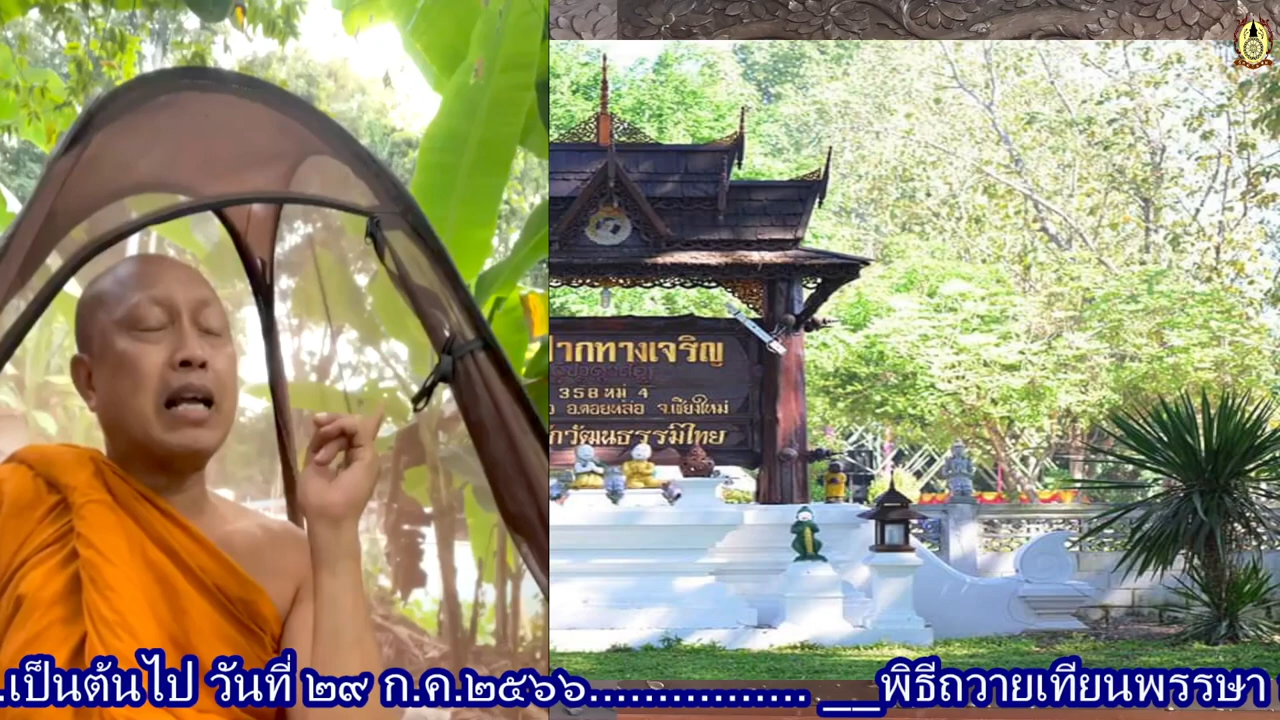 ปากทางเจริญ
358 หมู่ 4
อ.ดอยหล่อ จ.เชียงใหม่
วัฒนธรรมไทย
..เป็นต้นไป วันที่ ๒๙ ก.ค.๒๕๖๖................ __พิธีถวายเทียนพรรษา